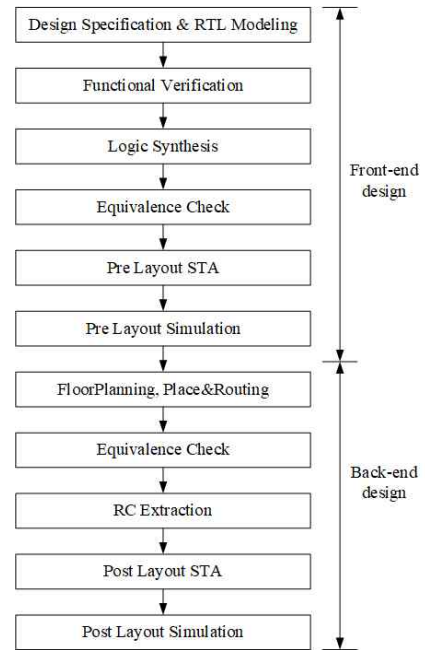 Design Specification & RTL Modeling
Functional Verification
Logic Synthesis
Equivalence Check
Pre Layout STA
Pre Layout Simulation
FloorPlanning, Place&Routing
Equivalence Check
RC Extraction
Post Layout STA
Post Layout Simulation
Front-end
design
Back-end
design